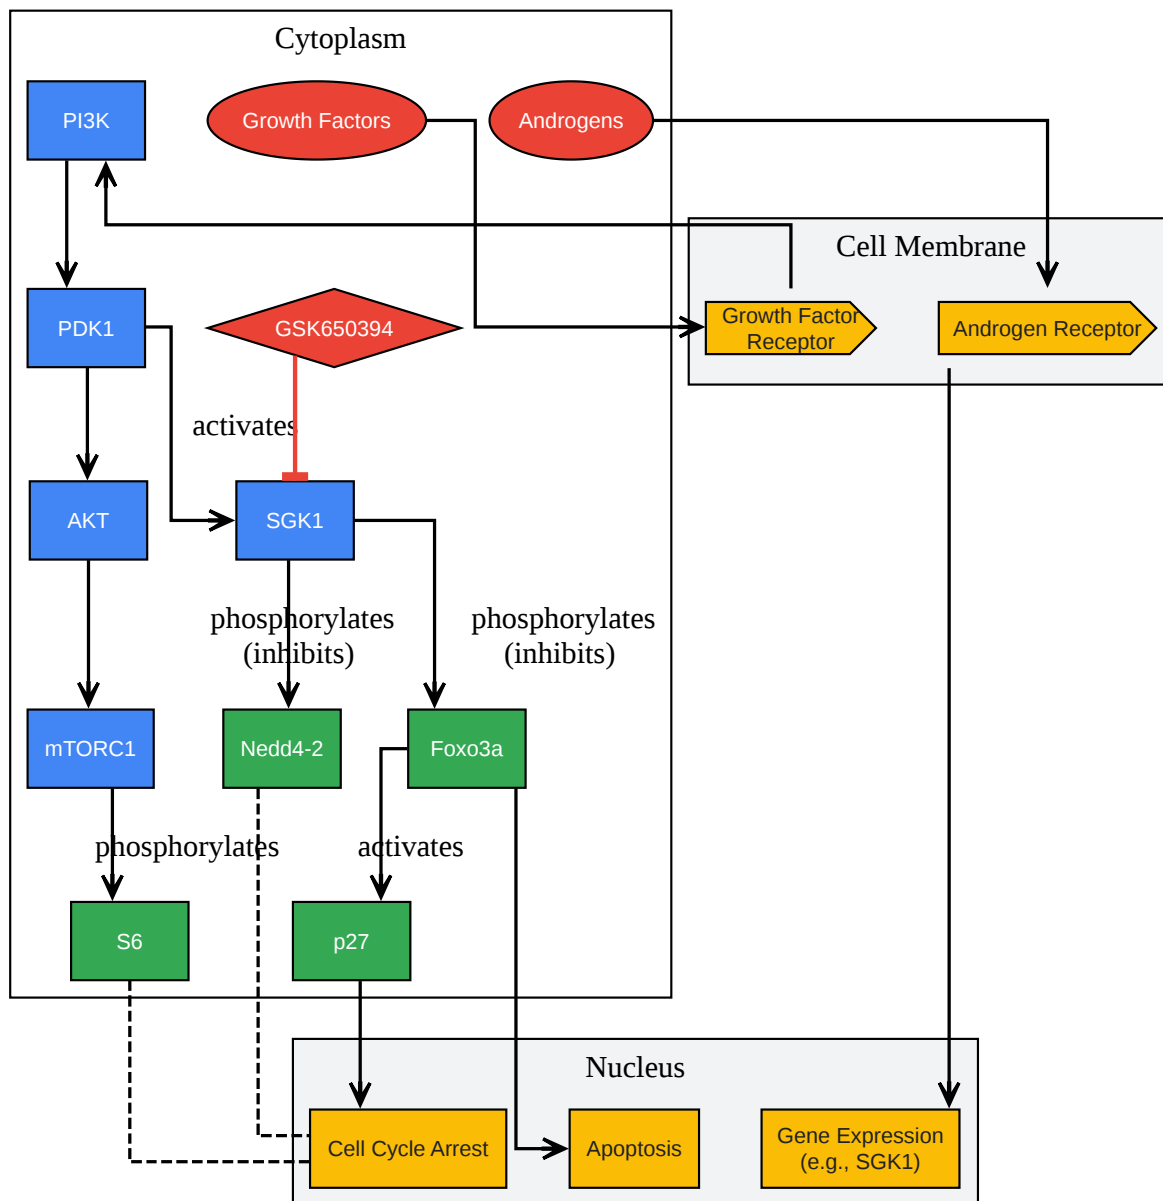 Cytoplasm
PI3K
Growth Factors
Androgens
Cell Membrane
PDK1
GSK650394
Growth Factor
Receptor
Androgen Receptor
activates
AKT
SGK1
phosphorylates
(inhibits)
phosphorylates
(inhibits)
mTORC1
Nedd4-2
Foxo3a
phosphorylates
activates
S6
p27
Nucleus
Cell Cycle Arrest
Apoptosis
Gene Expression
(e.g., SGK1)